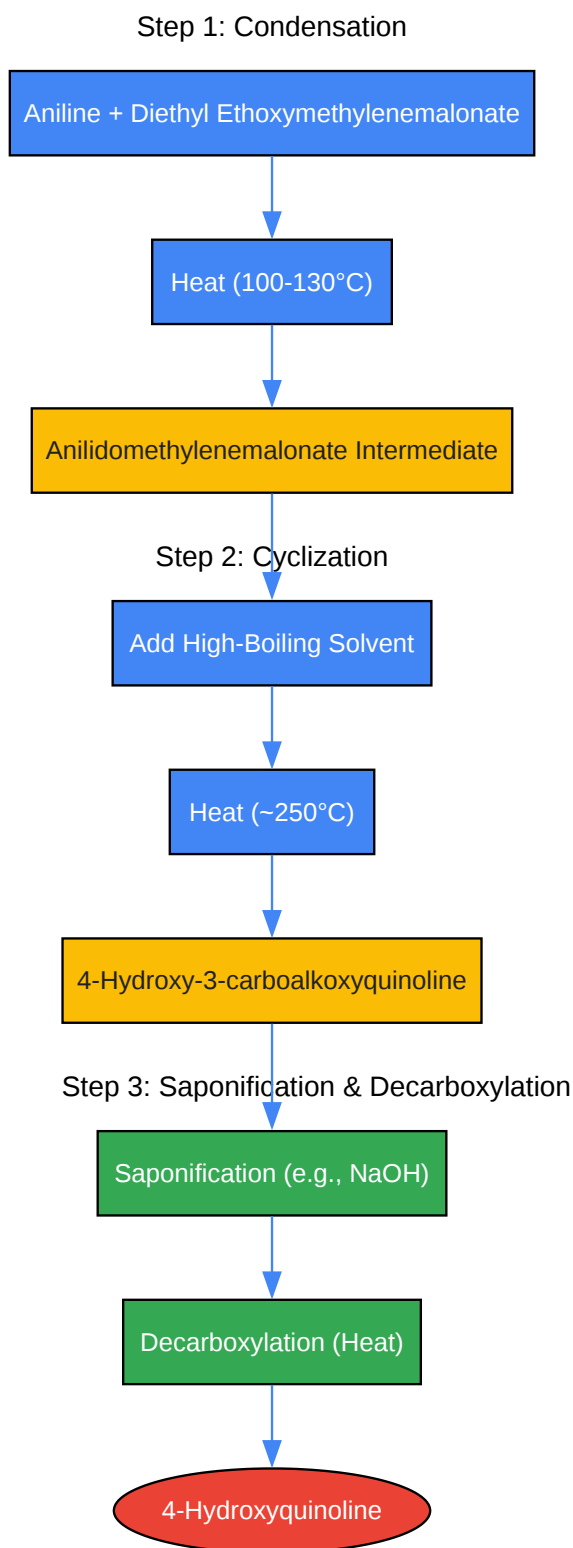 Step 1: Condensation
Aniline + Diethyl Ethoxymethylenemalonate
Heat (100-130°C)
Anilidomethylenemalonate Intermediate
Step 2: Cyclization
Add High-Boiling Solvent
Heat (~250°C)
4-Hydroxy-3-carboalkoxyquinoline
Step 3: Saponification & Decarboxylation
Saponification (e.g., NaOH)
Decarboxylation (Heat)
4-Hydroxyquinoline